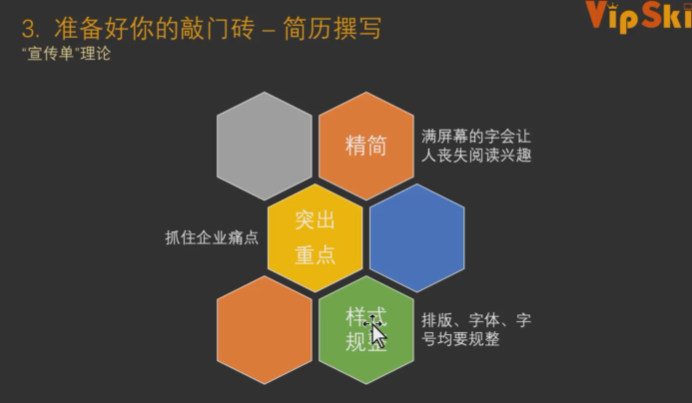 3. 准备好你的敲门砖 – 简历撰写
VipSki
“宣传单”理论
精简
满屏幕的字会让
人丧失阅读兴趣
抓住企业痛点
突出
重点
样式
规整
排版、字体、字
号均要规整